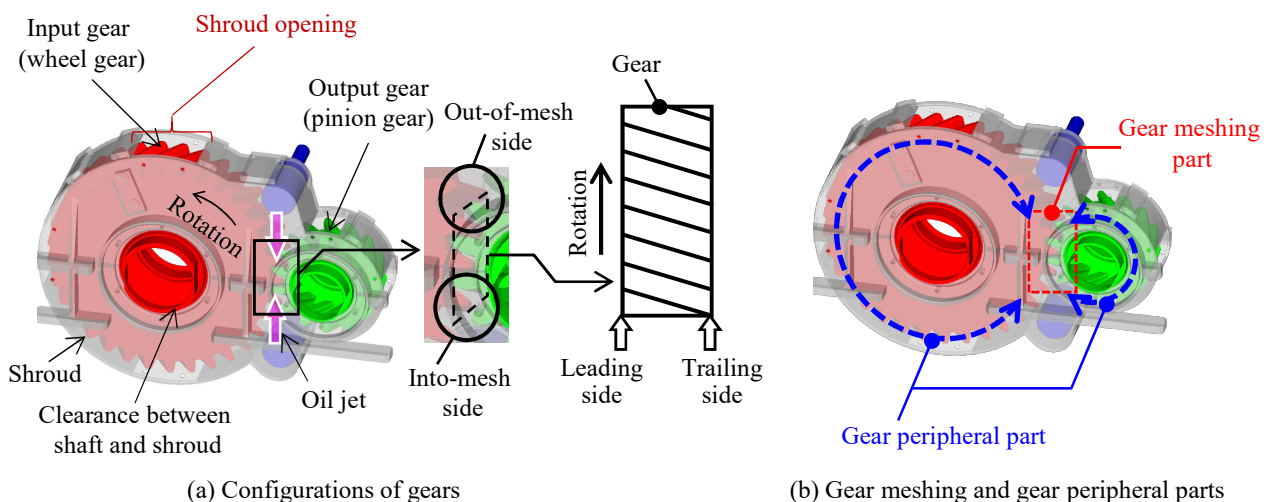 Input gear
(wheel gear)
Shroud opening
Output gear
(pinion gear)
Rotation
Shroud
Clearance between
shaft and shroud
Oil jet
Out-of-mesh
side
Into-mesh
side
Gear
Rotation
Leading
side
Trailing
side
(a) Configurations of gears
Gear meshing
part
Gear peripheral part
(b) Gear meshing and gear peripheral parts